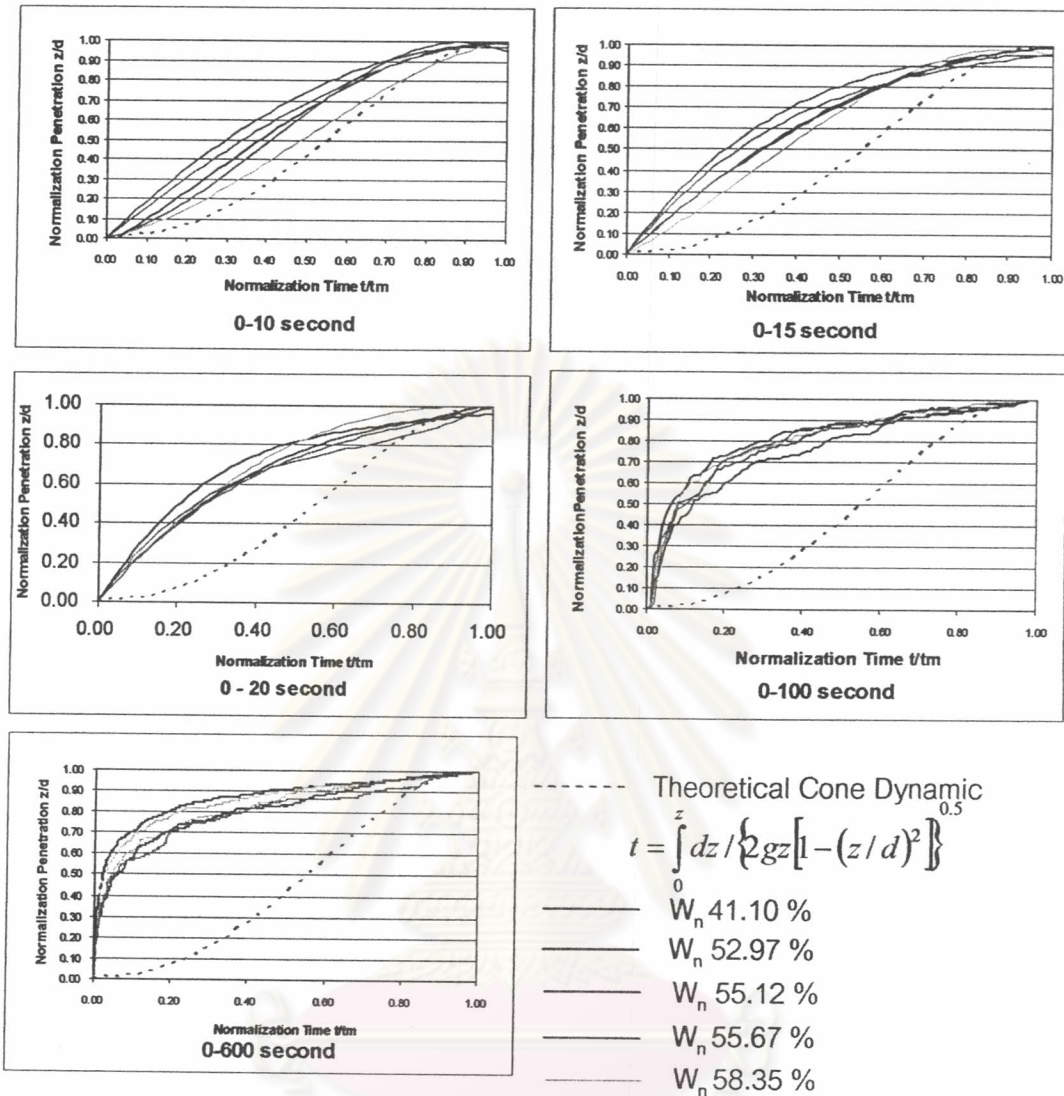 Normalization Penetration z/d
1.00
0.90
0.80
0.70
0.60
0.50
0.40
0.30
0.20
0.10
0.00
0.00 0.10 0.20 0.30 0.40 0.50 0.60 0.70 0.80 0.90 1.00
Normalization Time t/tm
0-10 second
Normalization Penetration z/d
1.00
0.90
0.80
0.70
0.60
0.50
0.40
0.30
0.20
0.10
0.00
0.00 0.10 0.20 0.30 0.40 0.50 0.60 0.70 0.80 0.90 1.00
Normalization Time t/tm
0-15 second
Normalization Penetration z/d
1.00
0.80
0.60
0.40
0.20
0.00
0.00 0.20 0.40 0.60 0.80 1.00
Normalization Time t/tm
0 - 20 second
Normalization Penetration z/d
1.00
0.90
0.80
0.70
0.60
0.50
0.40
0.30
0.20
0.10
0.00
0.00 0.20 0.40 0.60 0.80 1.00
Normalization Time t/tm
0-100 second
Normalization Penetration z/d
1.00
0.90
0.80
0.70
0.60
0.50
0.40
0.30
0.20
0.10
0.00
0.00 0.20 0.40 0.60 0.80 1.00
Normalization Time t/tm
0-600 second
Theoretical Cone Dynamic
t = ∫₀ᶻ dz / {2gz[1 − (z/d)²]}^0.5
Wn 41.10 %
Wn 52.97 %
Wn 55.12 %
Wn 55.67 %
Wn 58.35 %